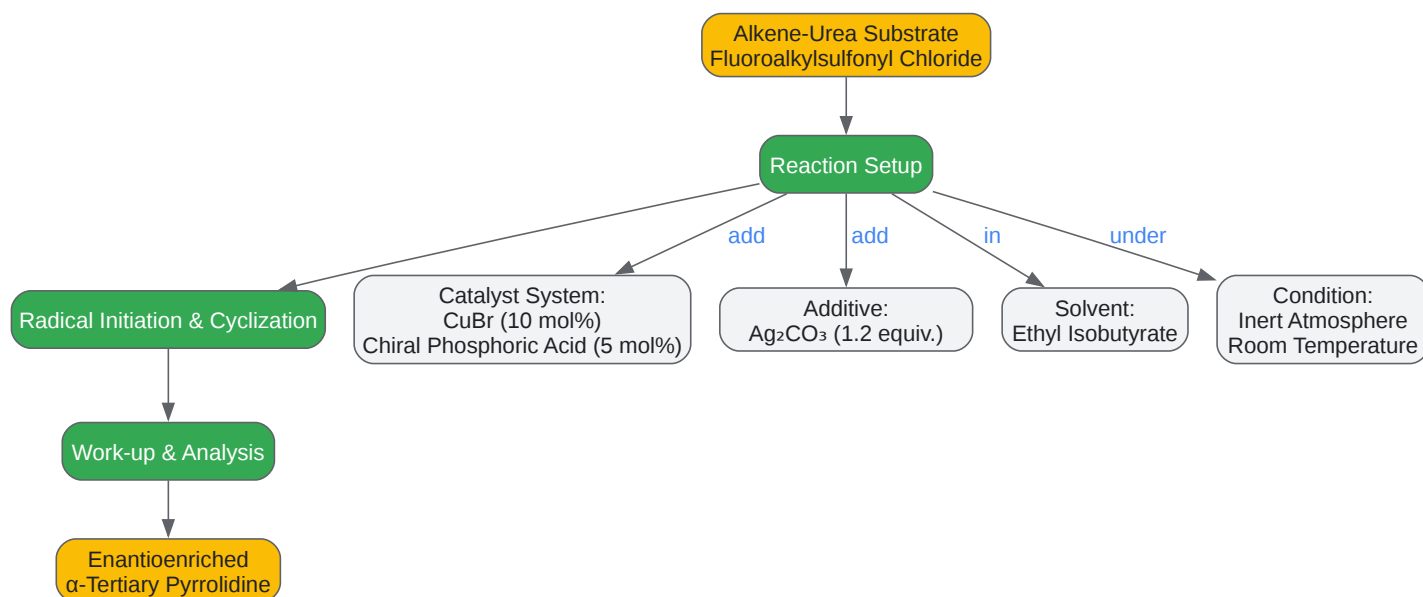 Alkene-Urea Substrate
Fluoroalkylsulfonyl Chloride
Reaction Setup
add
add
in
under
Radical Initiation & Cyclization
Catalyst System:
CuBr (10 mol%)
Chiral Phosphoric Acid (5 mol%)
Additive:
Ag₂CO₃ (1.2 equiv.)
Solvent:
Ethyl Isobutyrate
Condition:
Inert Atmosphere
Room Temperature
Work-up & Analysis
Enantioenriched
α-Tertiary Pyrrolidine